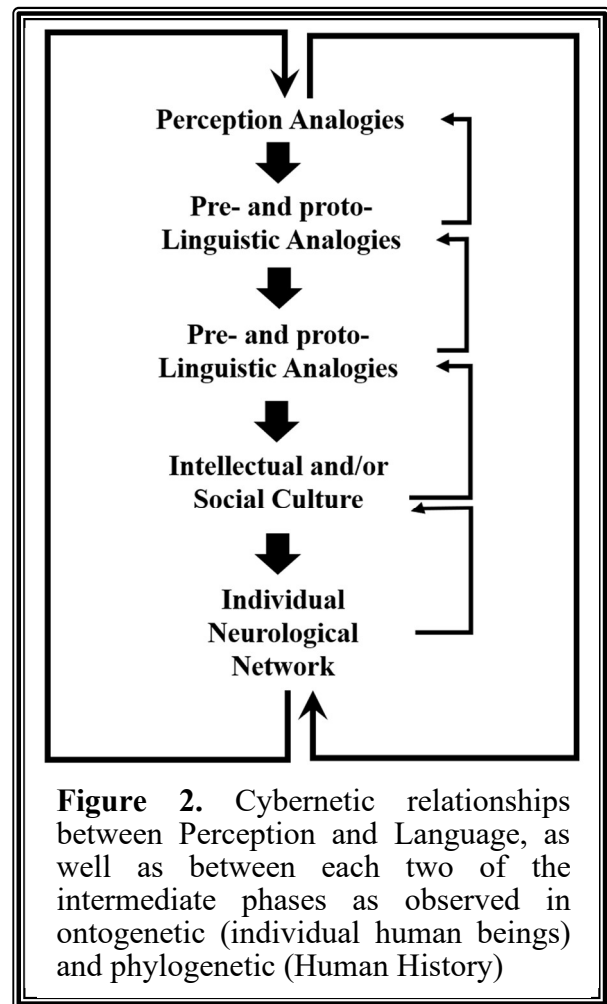 Perception Analogies
Pre- and proto-
Linguistic Analogies
Pre- and proto-
Linguistic Analogies
Intellectual and/or
Social Culture
Individual
Neurological
Network
Figure 2. Cybernetic relationships
between Perception and Language, as
well as between each two of the
intermediate phases as observed in
ontogenetic (individual human beings)
and phylogenetic (Human History)